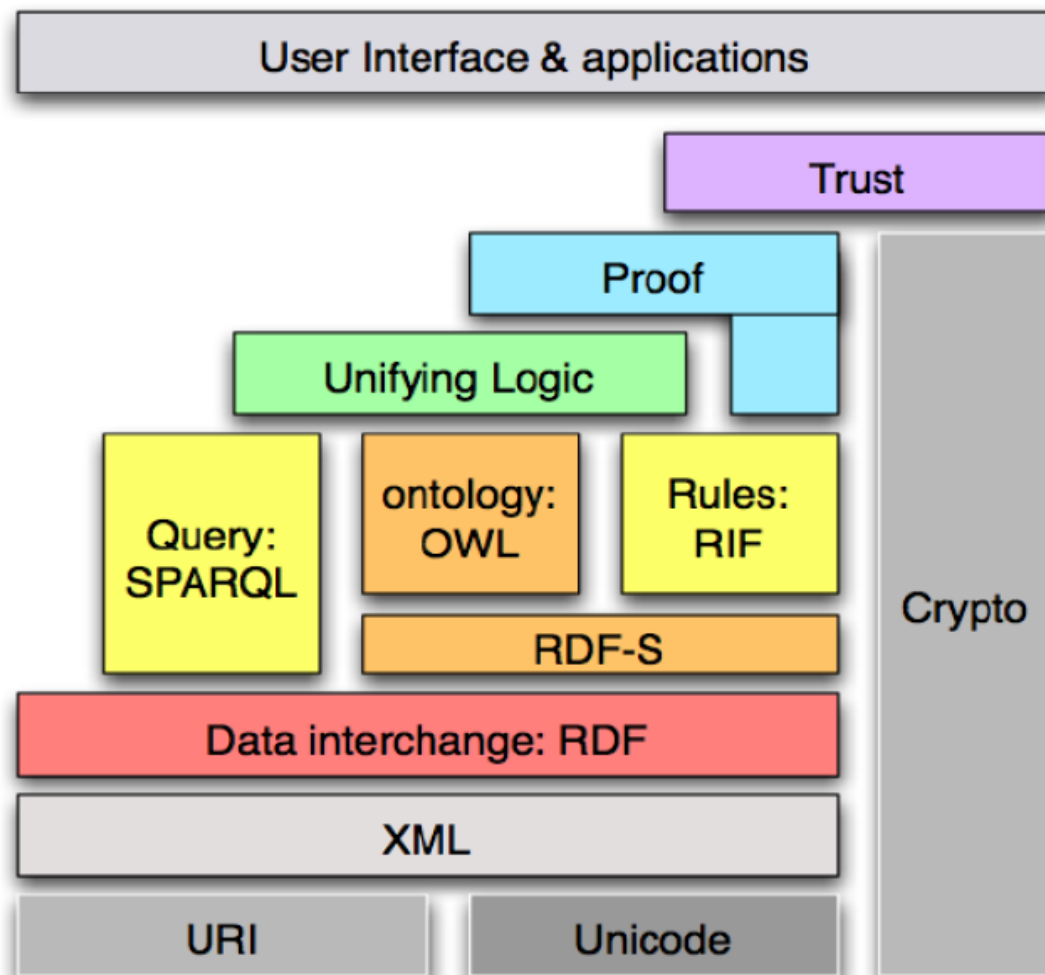 User Interface & applications
Trust
Proof
Unifying Logic
Query:
SPARQL
ontology:
OWL
Rules:
RIF
Crypto
RDF-S
Data interchange: RDF
XML
URI
Unicode